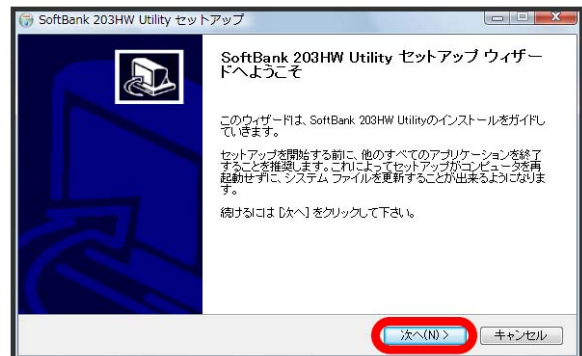 SoftBank 203HW Utility セットアップ
SoftBank 203HW Utility セットアップ ウィザー
ドへようこそ
このウィザードは、SoftBank 203HW Utilityのインストールをガイドし
ていきます。
セットアップを開始する前に、他のすべてのアプリケーションを終了
することを推奨します。これによってセットアップがコンピュータを再
起動せずに、システム ファイルを更新することが出来るようになりま
す。
続けるには [次へ] をクリックして下さい。
次へ(N) >
キャンセル